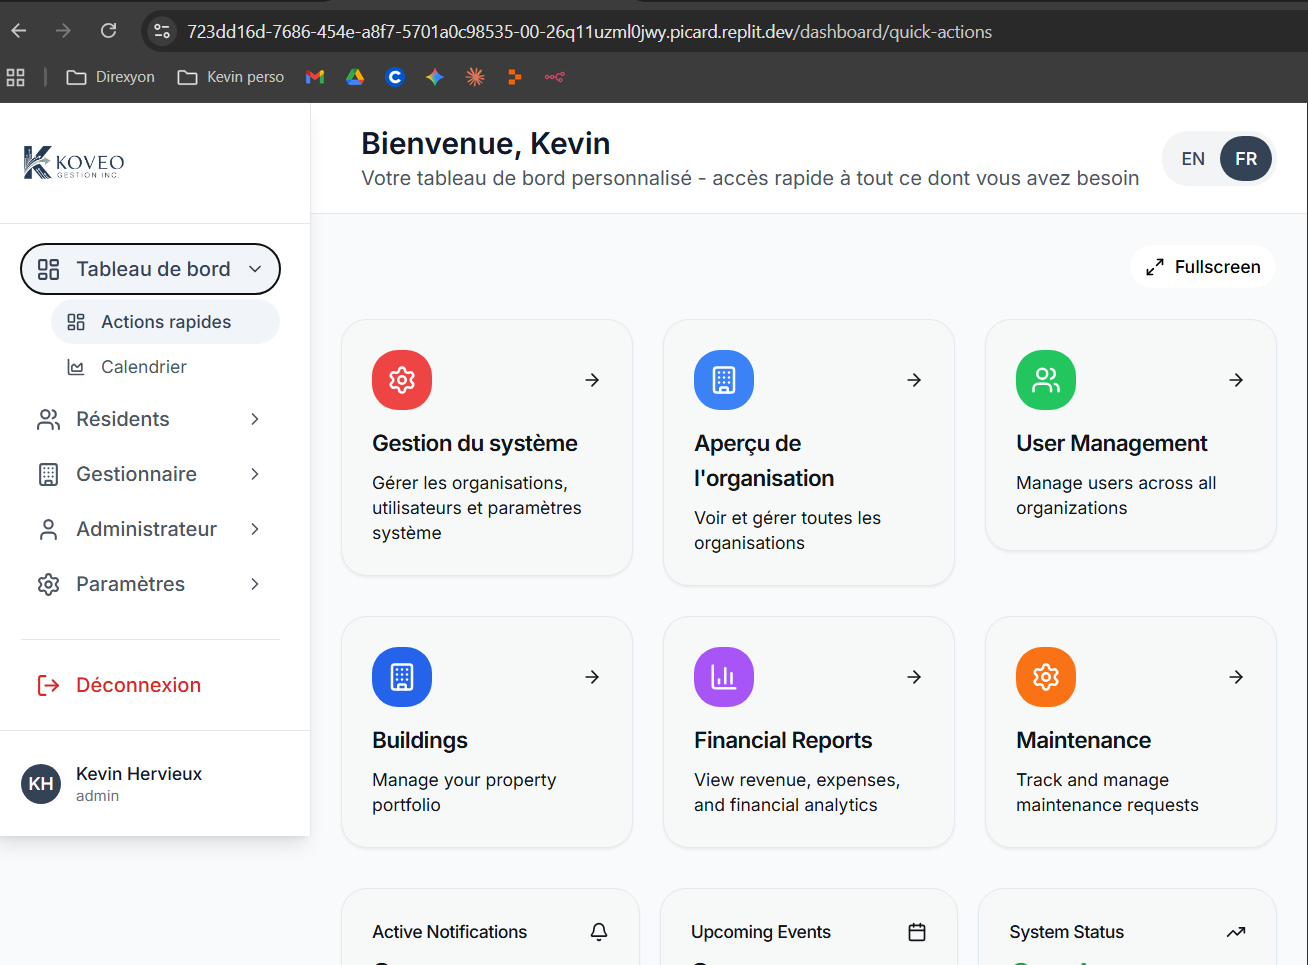 723dd16d-7686-454e-a8f7-5701a0c98535-00-26q11uzml0jwy.picard.replit.dev/dashboard/quick-actions
Direxyon
Kevin perso
KOVEO
GESTION INC.
Bienvenue, Kevin
Votre tableau de bord personnalisé - accès rapide à tout ce dont vous avez besoin
EN
FR
Tableau de bord
Actions rapides
Calendrier
Résidents
Gestionnaire
Administrateur
Paramètres
Déconnexion
KH
Kevin Hervieux
admin
Fullscreen
Gestion du système
Gérer les organisations,
utilisateurs et paramètres
système
Aperçu de
l'organisation
Voir et gérer toutes les
organisations
User Management
Manage users across all
organizations
Buildings
Manage your property
portfolio
Financial Reports
View revenue, expenses,
and financial analytics
Maintenance
Track and manage
maintenance requests
Active Notifications
Upcoming Events
System Status